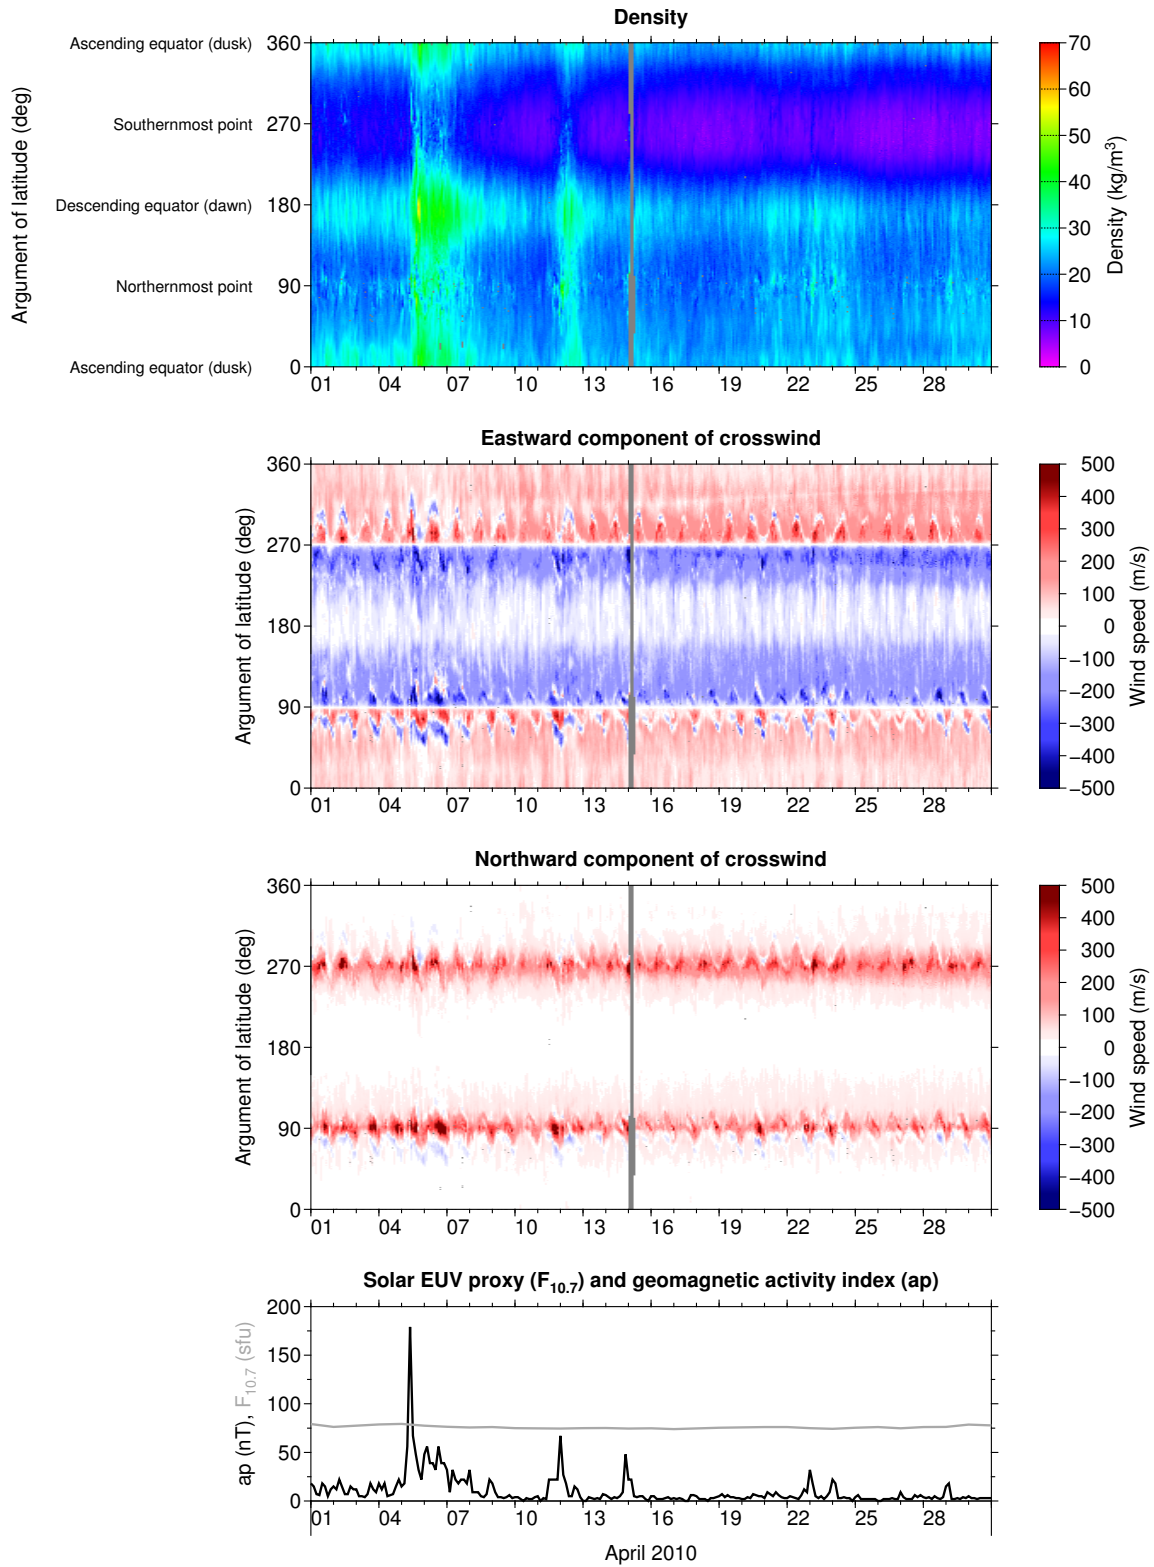 Density
Argument of latitude (deg)
Ascending equator (dusk) 360
Southernmost point 270
Descending equator (dawn) 180
Northernmost point 90
Ascending equator (dusk) 0
01 04 07 10 13 16 19 22 25 28
70
60
50
40
30
20
10
0
Density (kg/m³)
Eastward component of crosswind
Argument of latitude (deg)
360
270
180
90
0
01 04 07 10 13 16 19 22 25 28
500
400
300
200
100
0
−100
−200
−300
−400
−500
Wind speed (m/s)
Northward component of crosswind
Argument of latitude (deg)
360
270
180
90
0
01 04 07 10 13 16 19 22 25 28
500
400
300
200
100
0
−100
−200
−300
−400
−500
Wind speed (m/s)
Solar EUV proxy (F10.7) and geomagnetic activity index (ap)
ap (nT), F10.7 (sfu)
200
150
100
50
0
01 04 07 10 13 16 19 22 25 28
April 2010